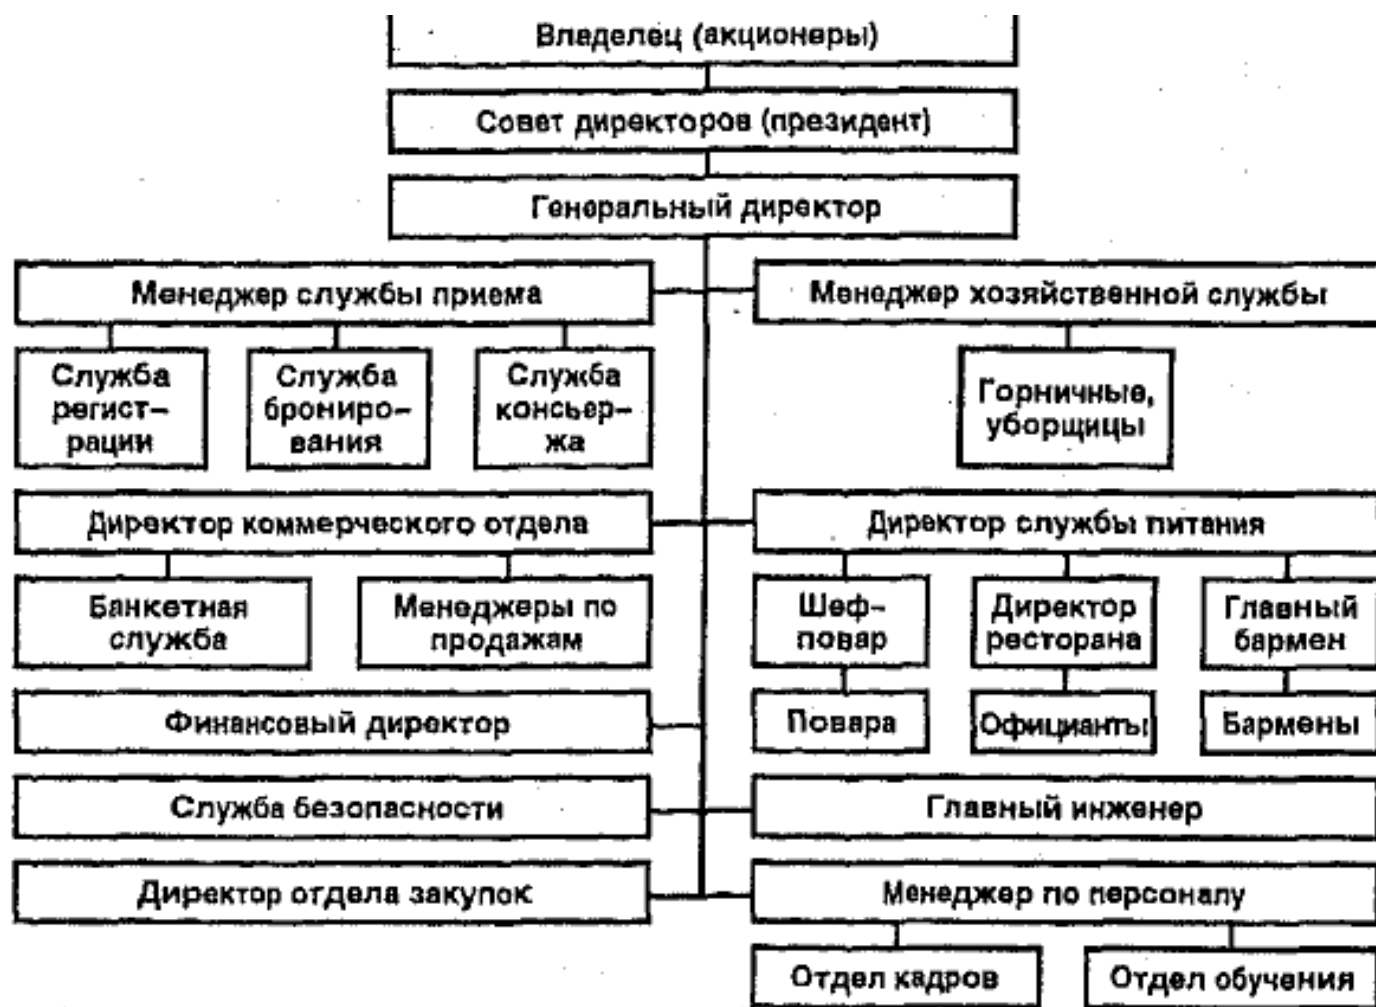 Владелец (акционеры)
Совет директоров (президент)
Генеральный директор
Менеджер службы приема
Менеджер хозяйственной службы
Служба
регист-
рации
Служба
брониро-
вания
Служба
консьер-
жа
Горничные,
уборщицы
Директор коммерческого отдела
Директор службы питания
Банкетная
служба
Менеджеры по
продажам
Шеф-
повар
Директор
ресторана
Главный
бармен
Повара
Официанты
Бармены
Финансовый директор
Служба безопасности
Главный инженер
Директор отдела закупок
Менеджер по персоналу
Отдел кадров
Отдел обучения